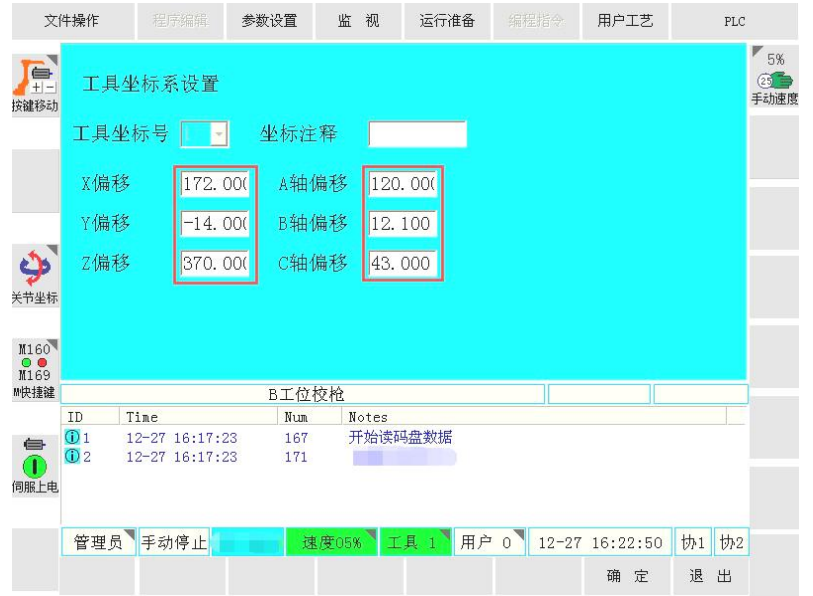 文件操作 程序编辑 参数设置 监 视 运行准备 编程指令 用户工艺 PLC
按键移动
5%
25
手动速度
工具坐标系设置
工具坐标号 1 坐标注释
X偏移 172.00( A轴偏移 120.00(
Y偏移 -14.00( B轴偏移 12.100
Z偏移 370.00( C轴偏移 43.000
关节坐标
M160
M169
M快捷键
B工位校枪
ID Time Num Notes
1 12-27 16:17:23 167 开始读码盘数据
2 12-27 16:17:23 171
伺服上电
管理员 手动停止 速度05% 工具 1 用户 0 12-27 16:22:50 协1 协2
确 定 退 出